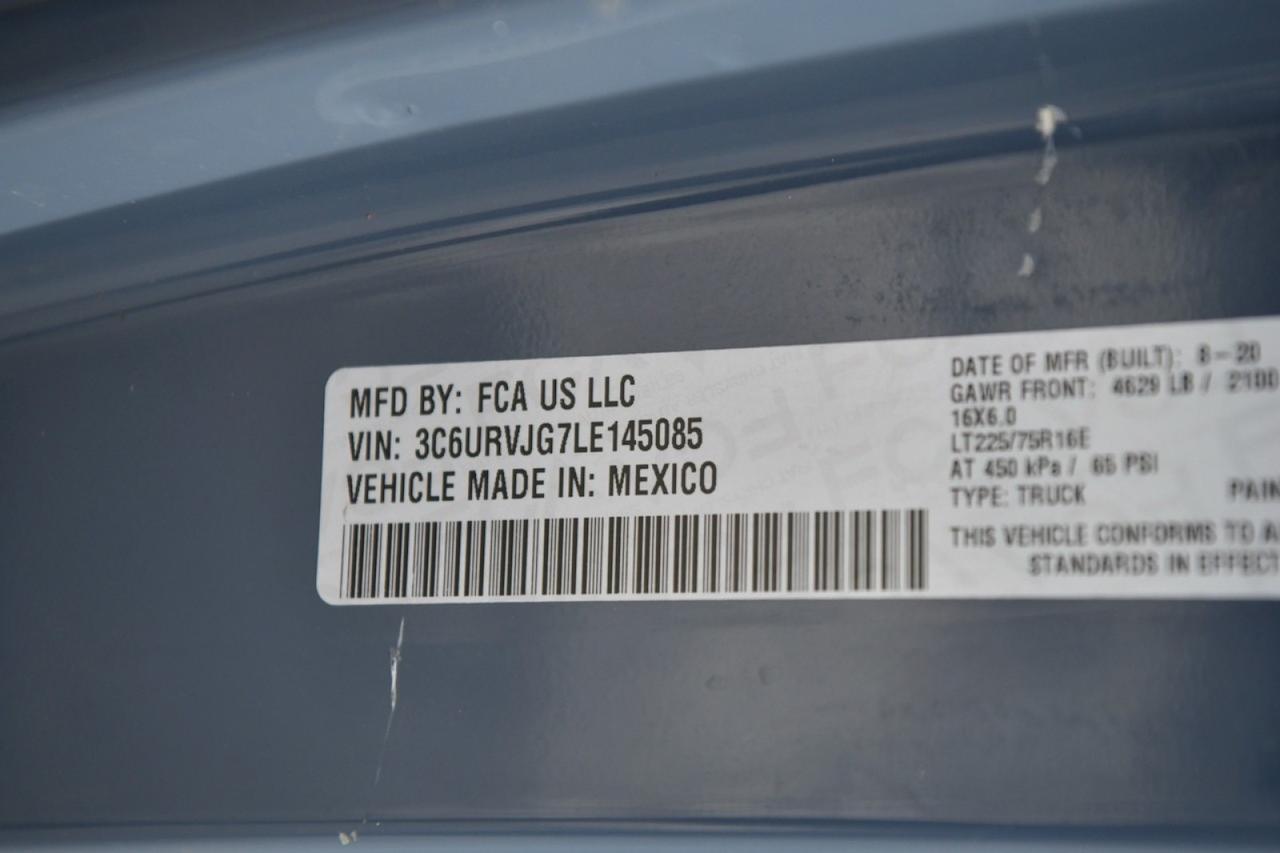 MFD BY: FCA US LLC
VIN: 3C6URVJG7LE145085
VEHICLE MADE IN: MEXICO
DATE OF MFR (BUILT): 8-20
GAWR FRONT: 4629 LB / 2100
16X6.0
LT225/75R16E
AT 450 kPa / 65 PSI
TYPE: TRUCK PAIN
THIS VEHICLE CONFORMS TO A
STANDARDS IN EFFECT